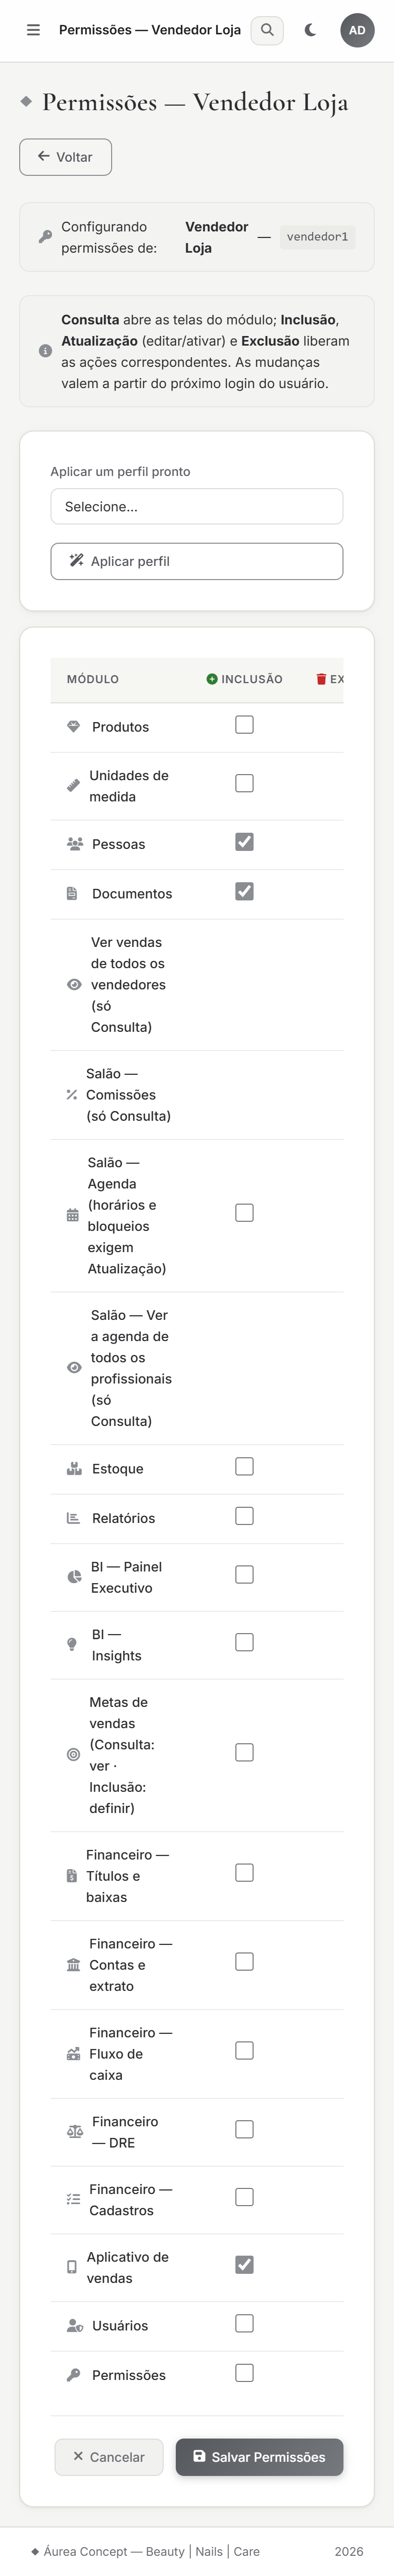 Permissões — Vendedor Loja
AD
Permissões — Vendedor Loja
Voltar
Configurando
permissões de:
Vendedor
Loja
—
vendedor1
Consulta abre as telas do módulo; Inclusão,
Atualização (editar/ativar) e Exclusão liberam
as ações correspondentes. As mudanças
valem a partir do próximo login do usuário.
Aplicar um perfil pronto
Selecione...
Aplicar perfil
MÓDULO
INCLUSÃO
EX
Produtos
Unidades de
medida
Pessoas
Documentos
Ver vendas
de todos os
vendedores
(só
Consulta)
Salão —
Comissões
(só Consulta)
Salão —
Agenda
(horários e
bloqueios
exigem
Atualização)
Salão — Ver
a agenda de
todos os
profissionais
(só
Consulta)
Estoque
Relatórios
BI — Painel
Executivo
BI —
Insights
Metas de
vendas
(Consulta:
ver ·
Inclusão:
definir)
Financeiro —
Títulos e
baixas
Financeiro —
Contas e
extrato
Financeiro —
Fluxo de
caixa
Financeiro
— DRE
Financeiro —
Cadastros
Aplicativo de
vendas
Usuários
Permissões
Cancelar
Salvar Permissões
Áurea Concept — Beauty | Nails | Care
2026